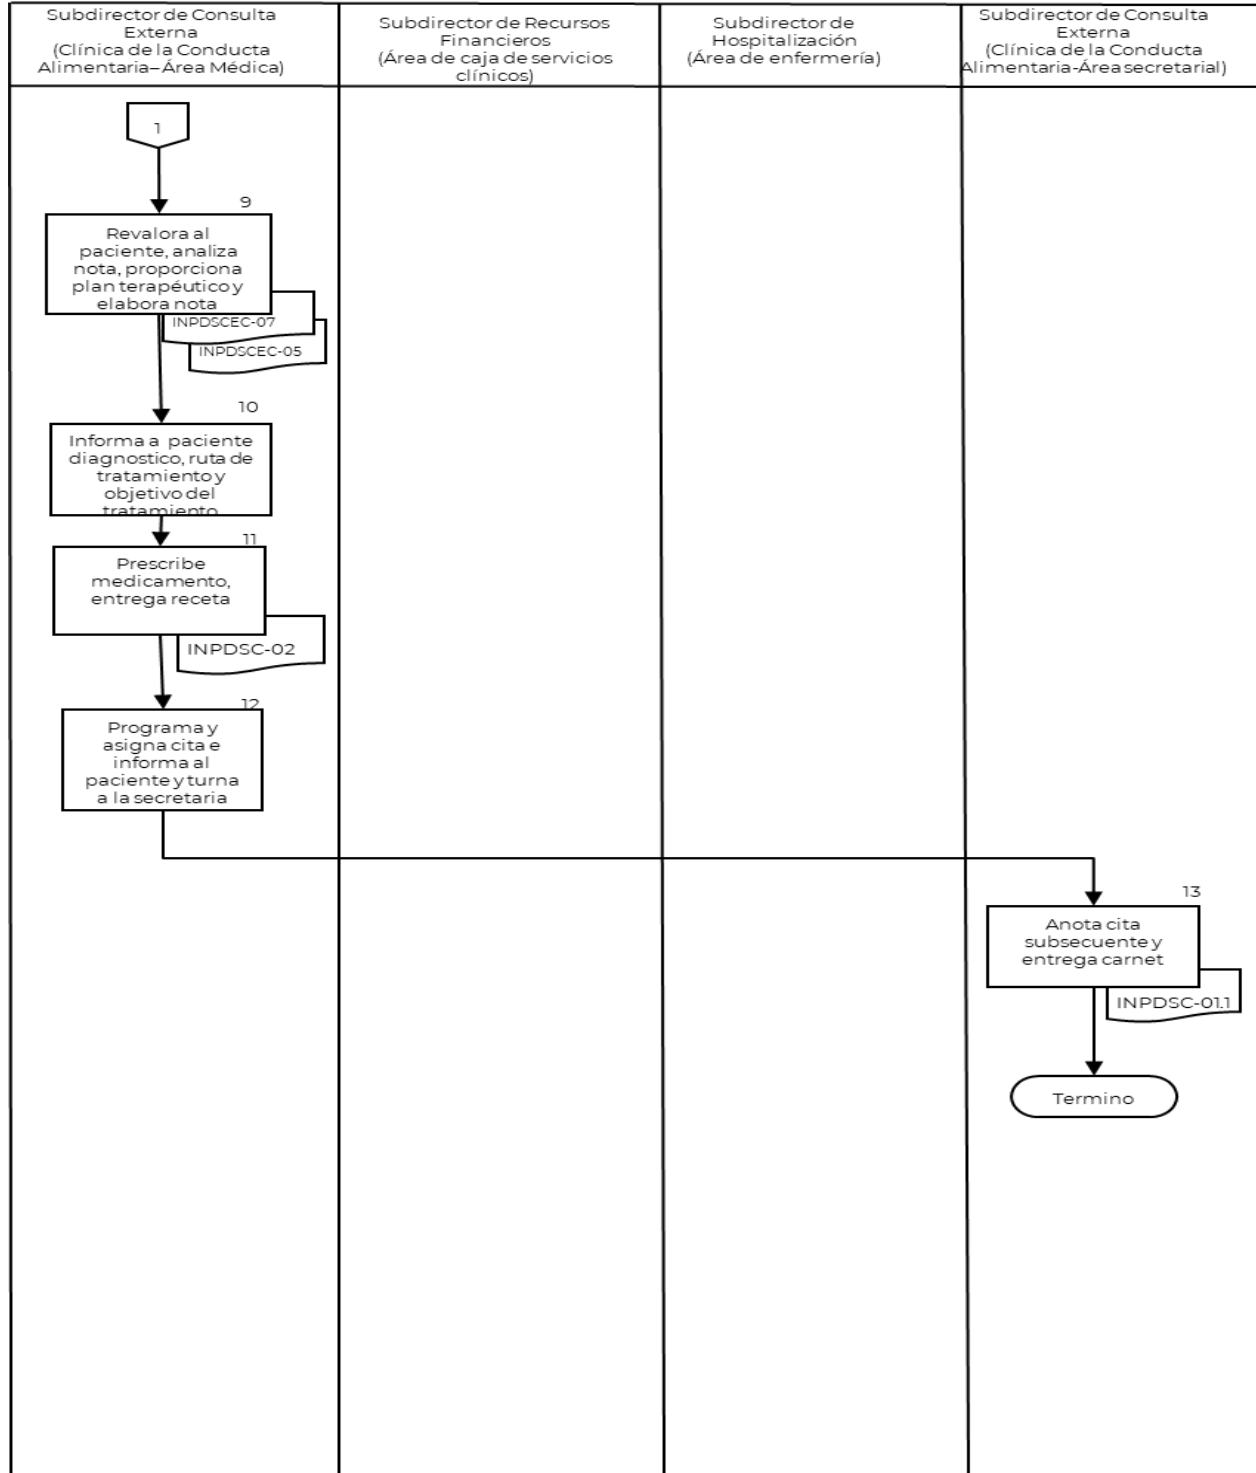 Subdirector de Consulta
Externa
(Clínica de la Conducta
Alimentaria–Área Médica)
Subdirector de Recursos
Financieros
(Área de caja de servicios
clínicos)
Subdirector de
Hospitalización
(Área de enfermería)
Subdirector de Consulta
Externa
(Clínica de la Conducta
Alimentaria-Área secretarial)
1
9
Revalora al
paciente, analiza
nota, proporciona
plan terapéutico y
elabora nota
INPDSCEC-07
INPDSCEC-05
10
Informa a paciente
diagnostico, ruta de
tratamiento y
objetivo del
tratamiento
11
Prescribe
medicamento,
entrega receta
INPDSC-02
12
Programa y
asigna cita e
informa al
paciente y turna
a la secretaria
13
Anota cita
subsecuente y
entrega carnet
INPDSC-01.1
Termino